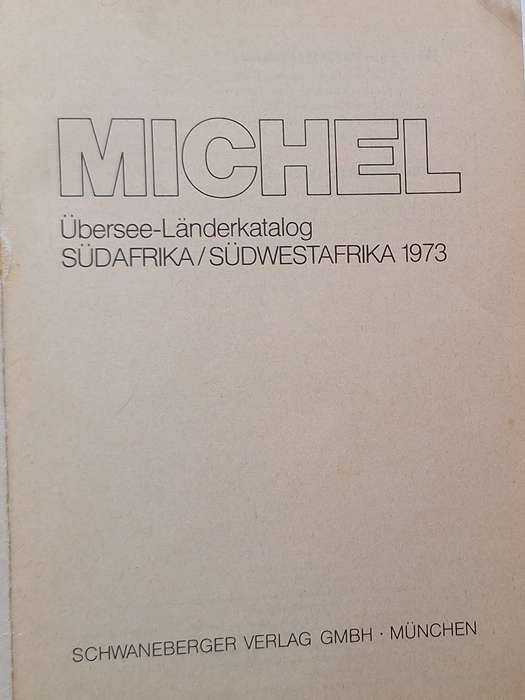 MICHEL
Übersee-Länderkatalog
SÜDAFRIKA/SÜDWESTAFRIKA 1973
SCHWANEBERGER VERLAG GMBH · MÜNCHEN